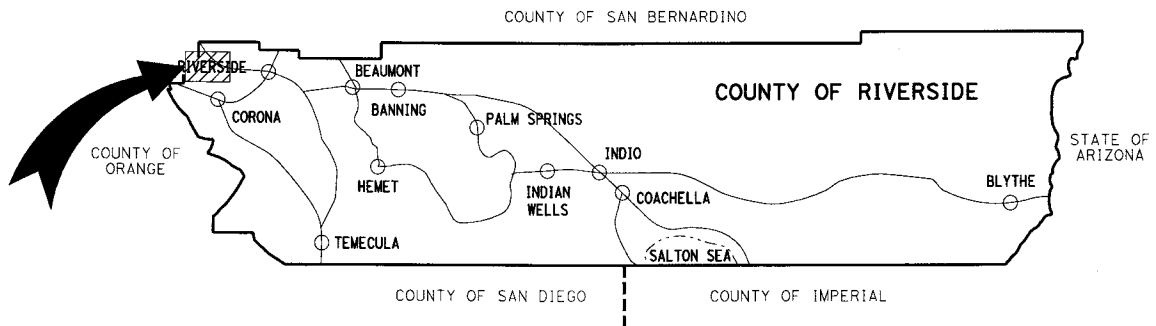 COUNTY OF SAN BERNARDINO
RIVERSIDE
BEAUMONT
BANNING
CORONA
PALM SPRINGS
COUNTY OF RIVERSIDE
COUNTY OF
ORANGE
STATE OF
ARIZONA
HEMET
INDIO
INDIAN
WELLS
COACHELLA
BLYTHE
TEMECULA
SALTON SEA
COUNTY OF SAN DIEGO
COUNTY OF IMPERIAL